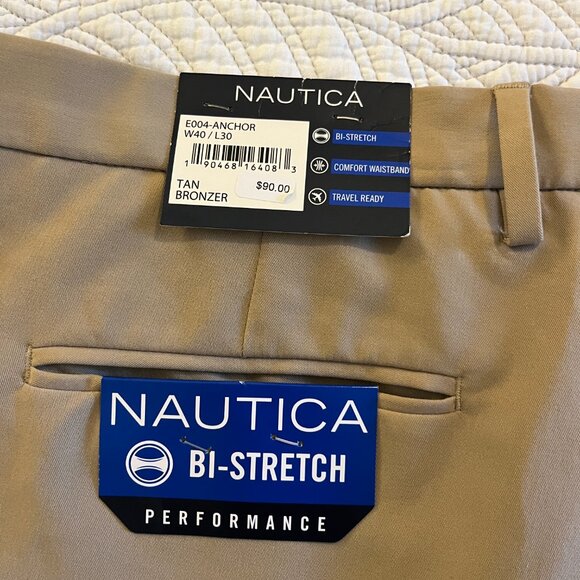 NAUTICA
E004-ANCHOR
W40 / L30
1 90468 16408 3
TAN
BRONZER
$90.00
BI-STRETCH
COMFORT WAISTBAND
TRAVEL READY
NAUTICA
BI-STRETCH
PERFORMANCE